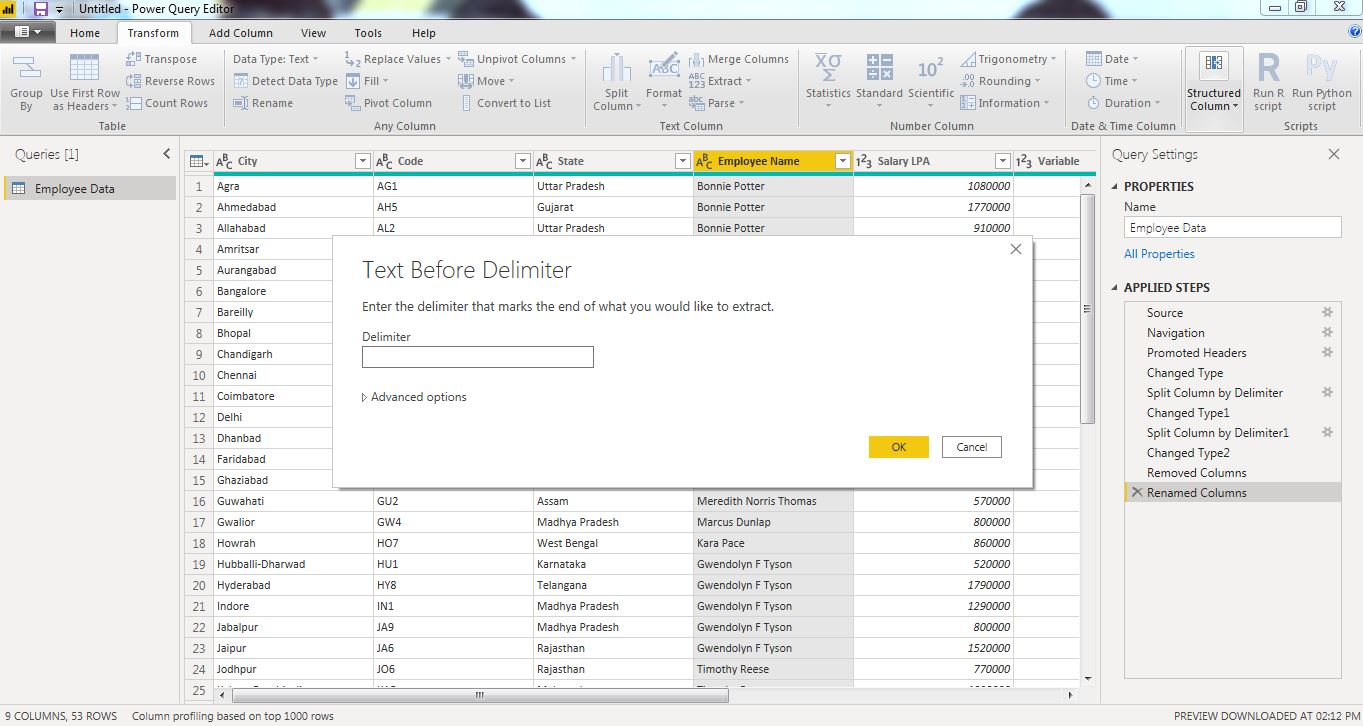 Untitled - Power Query Editor
Home Transform Add Column View Tools Help
Group By
Use First Row as Headers
Transpose
Reverse Rows
Count Rows
Table
Data Type: Text
Detect Data Type
Rename
Replace Values
Fill
Pivot Column
Unpivot Columns
Move
Convert to List
Any Column
Split Column
Format
ABC
Merge Columns
ABC 123 Extract
abc Parse
Text Column
XΣ σ
Statistics
Standard
10²
Scientific
Trigonometry
.00 Rounding
Information
Number Column
Date
Time
Duration
Date & Time Column
Structured Column
R
Run R script
Py
Run Python script
Scripts
Queries [1]
Employee Data
ABC City ABC Code ABC State ABC Employee Name 123 Salary LPA 123 Variable
1 Agra AG1 Uttar Pradesh Bonnie Potter 1080000
2 Ahmedabad AH5 Gujarat Bonnie Potter 1770000
3 Allahabad AL2 Uttar Pradesh Bonnie Potter 910000
4 Amritsar
5 Aurangabad
6 Bangalore
7 Bareilly
8 Bhopal
9 Chandigarh
10 Chennai
11 Coimbatore
12 Delhi
13 Dhanbad
14 Faridabad
15 Ghaziabad
Text Before Delimiter
Enter the delimiter that marks the end of what you would like to extract.
Delimiter
Advanced options
OK Cancel
16 Guwahati GU2 Assam Meredith Norris Thomas 570000
17 Gwalior GW4 Madhya Pradesh Marcus Dunlap 800000
18 Howrah HO7 West Bengal Kara Pace 860000
19 Hubballi-Dharwad HU1 Karnataka Gwendolyn F Tyson 520000
20 Hyderabad HY8 Telangana Gwendolyn F Tyson 1790000
21 Indore IN1 Madhya Pradesh Gwendolyn F Tyson 1290000
22 Jabalpur JA9 Madhya Pradesh Gwendolyn F Tyson 800000
23 Jaipur JA6 Rajasthan Gwendolyn F Tyson 1520000
24 Jodhpur JO6 Rajasthan Timothy Reese 770000
25
Query Settings
PROPERTIES
Name
Employee Data
All Properties
APPLIED STEPS
Source
Navigation
Promoted Headers
Changed Type
Split Column by Delimiter
Changed Type1
Split Column by Delimiter1
Changed Type2
Removed Columns
Renamed Columns
9 COLUMNS, 53 ROWS Column profiling based on top 1000 rows PREVIEW DOWNLOADED AT 02:12 PM